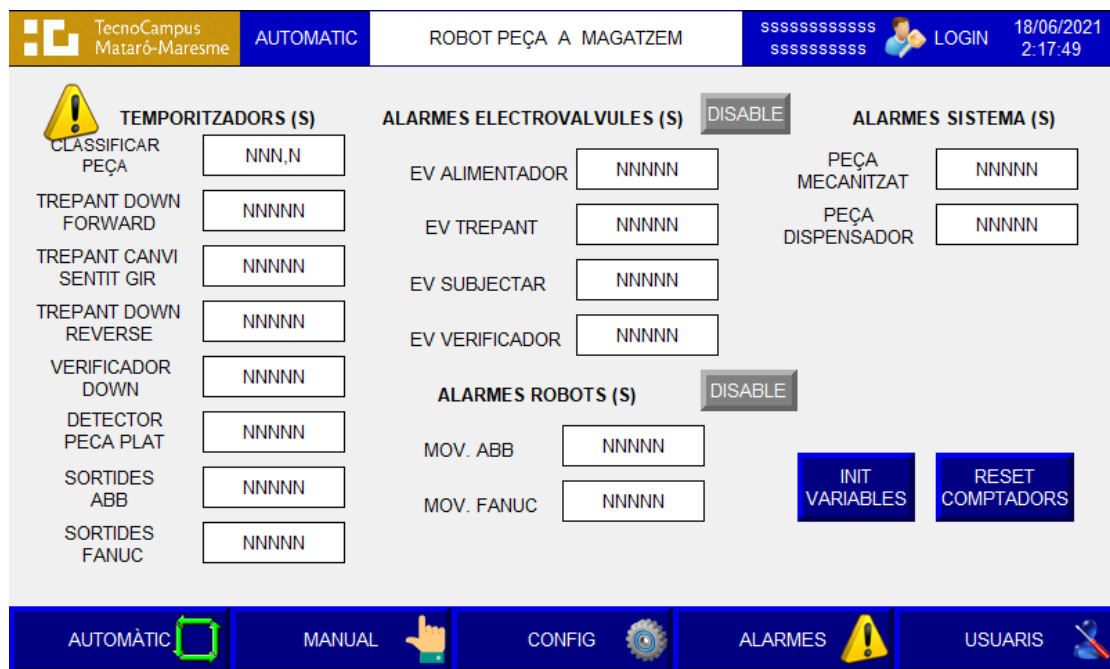 TecnoCampus
Mataró-Maresme
AUTOMATIC
ROBOT PEÇA A MAGATZEM
ssssssssssss
ssssssssss
LOGIN
18/06/2021
2:17:49
TEMPORITZADORS (S)
CLASSIFICAR
PEÇA
NNN,N
TREPANT DOWN
FORWARD
NNNNN
TREPANT CANVI
SENTIT GIR
NNNNN
TREPANT DOWN
REVERSE
NNNNN
VERIFICADOR
DOWN
NNNNN
DETECTOR
PECA PLAT
NNNNN
SORTIDES
ABB
NNNNN
SORTIDES
FANUC
NNNNN
ALARMES ELECTROVALVULES (S)
DISABLE
EV ALIMENTADOR
NNNNN
EV TREPANT
NNNNN
EV SUBJECTAR
NNNNN
EV VERIFICADOR
NNNNN
ALARMES ROBOTS (S)
DISABLE
MOV. ABB
NNNNN
MOV. FANUC
NNNNN
ALARMES SISTEMA (S)
PEÇA
MECANITZAT
NNNNN
PEÇA
DISPENSADOR
NNNNN
INIT
VARIABLES
RESET
COMPTADORS
AUTOMÀTIC
MANUAL
CONFIG
ALARMES
USUARIS